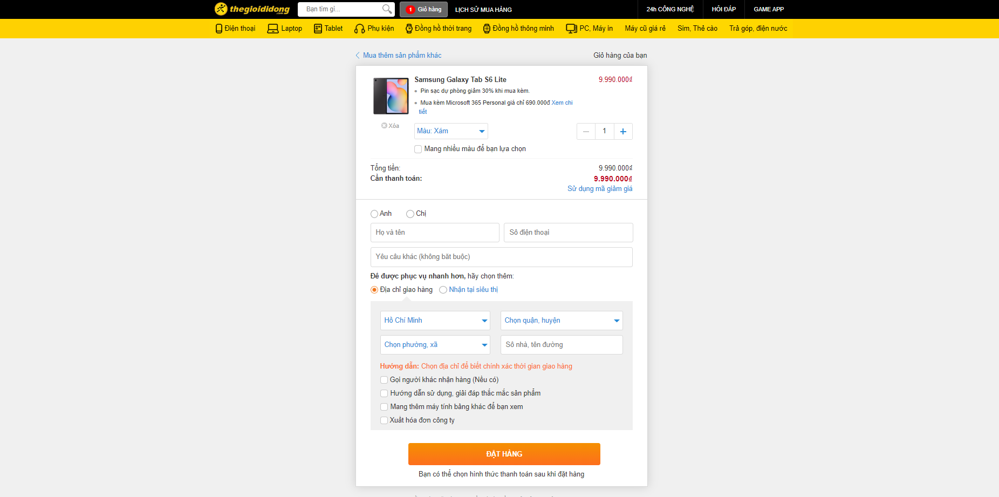 thegioididong
.com
Bạn tìm gì...
1 Giỏ hàng
LỊCH SỬ MUA HÀNG
24h CÔNG NGHỆ
HỎI ĐÁP
GAME APP
Điện thoại
Laptop
Tablet
Phụ kiện
Đồng hồ thời trang
Đồng hồ thông minh
PC, Máy in
Máy cũ giá rẻ
Sim, Thẻ cào
Trả góp, điện nước
Mua thêm sản phẩm khác
Giỏ hàng của bạn
Samsung Galaxy Tab S6 Lite
9.990.000₫
Pin sạc dự phòng giảm 30% khi mua kèm.
Mua kèm Microsoft 365 Personal giá chỉ 690.000đ Xem chi
tiết
Xóa
Màu: Xám
1
Mang nhiều màu để bạn lựa chọn
Tổng tiền:
9.990.000₫
Cần thanh toán:
9.990.000₫
Sử dụng mã giảm giá
Anh
Chị
Họ và tên
Số điện thoại
Yêu cầu khác (không bắt buộc)
Để được phục vụ nhanh hơn, hãy chọn thêm:
Địa chỉ giao hàng
Nhận tại siêu thị
Hồ Chí Minh
Chọn quận, huyện
Chọn phường, xã
Số nhà, tên đường
Hướng dẫn: Chọn địa chỉ để biết chính xác thời gian giao hàng
Gọi người khác nhận hàng (Nếu có)
Hướng dẫn sử dụng, giải đáp thắc mắc sản phẩm
Mang thêm máy tính bảng khác để bạn xem
Xuất hóa đơn công ty
ĐẶT HÀNG
Bạn có thể chọn hình thức thanh toán sau khi đặt hàng